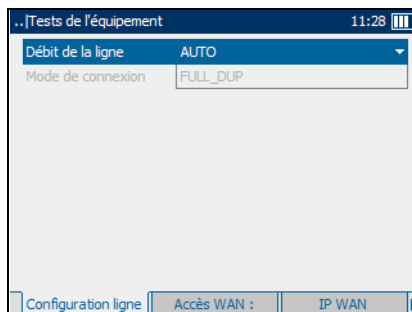 ..|Tests de l'équipement 11:28
Débit de la ligne AUTO
Mode de connexion FULL_DUP
Configuration ligne Accès WAN : IP WAN